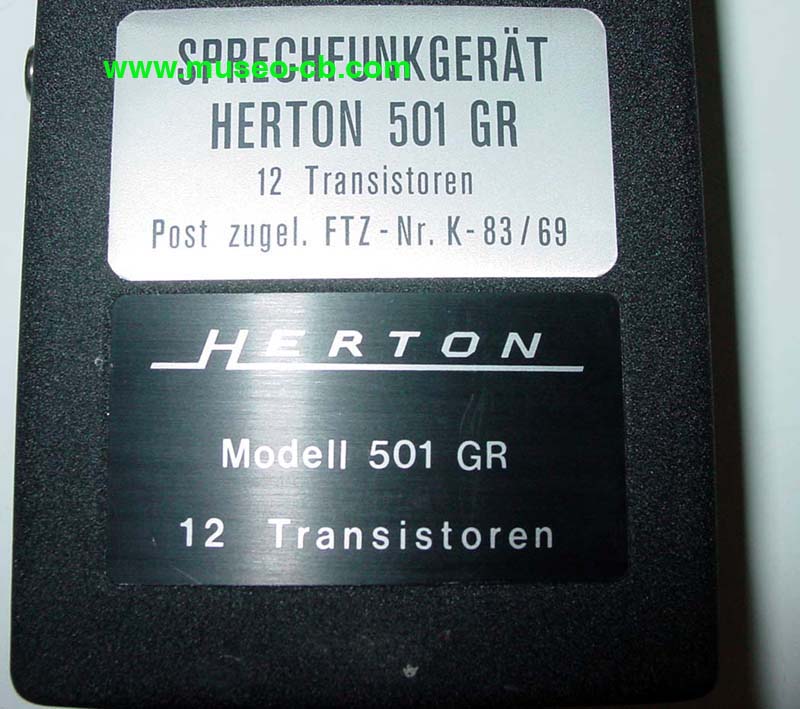 SPRECHFUNKGERÄT
www.museo-cb.com
HERTON 501 GR
12 Transistoren
Post zugel. FTZ-Nr. K-83/69
HERTON
Modell 501 GR
12 Transistoren